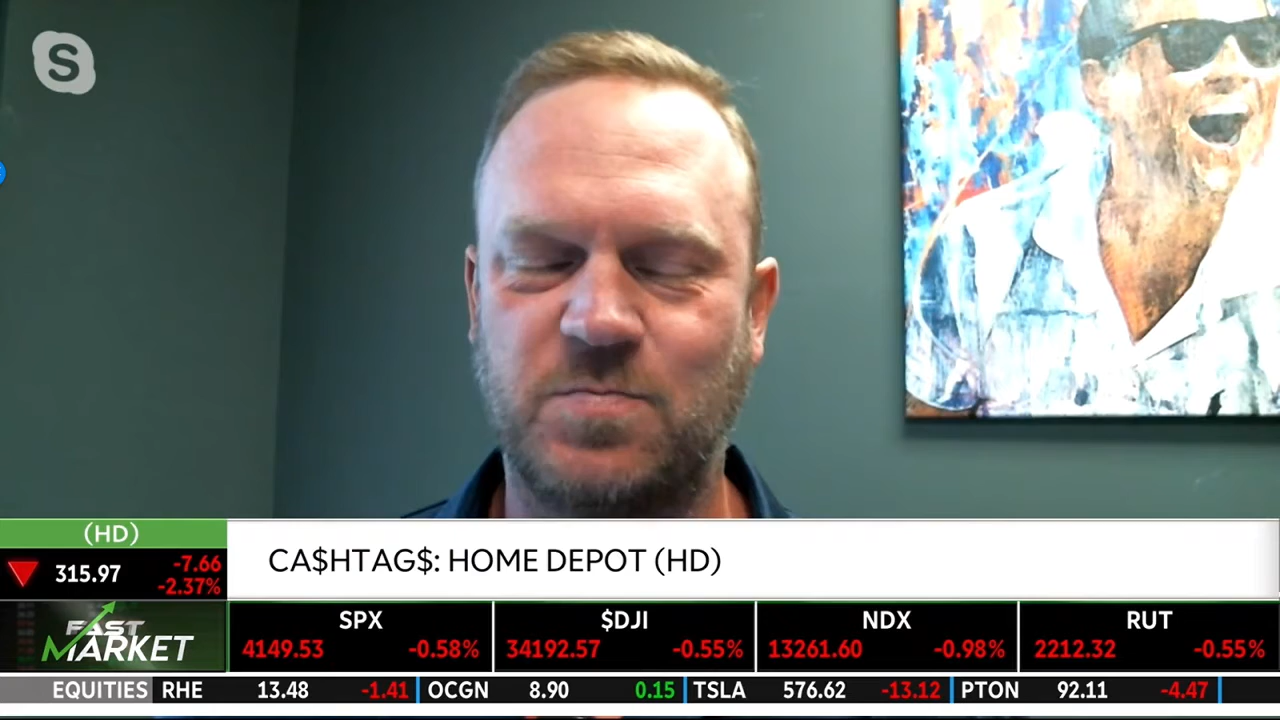 S
(HD)
315.97 -7.66
-2.37%
CA$HTAG$: HOME DEPOT (HD)
FAST
MARKET
SPX $DJI NDX RUT
4149.53 -0.58% 34192.57 -0.55% 13261.60 -0.98% 2212.32 -0.55%
EQUITIES RHE 13.48 -1.41 OCGN 8.90 0.15 TSLA 576.62 -13.12 PTON 92.11 -4.47